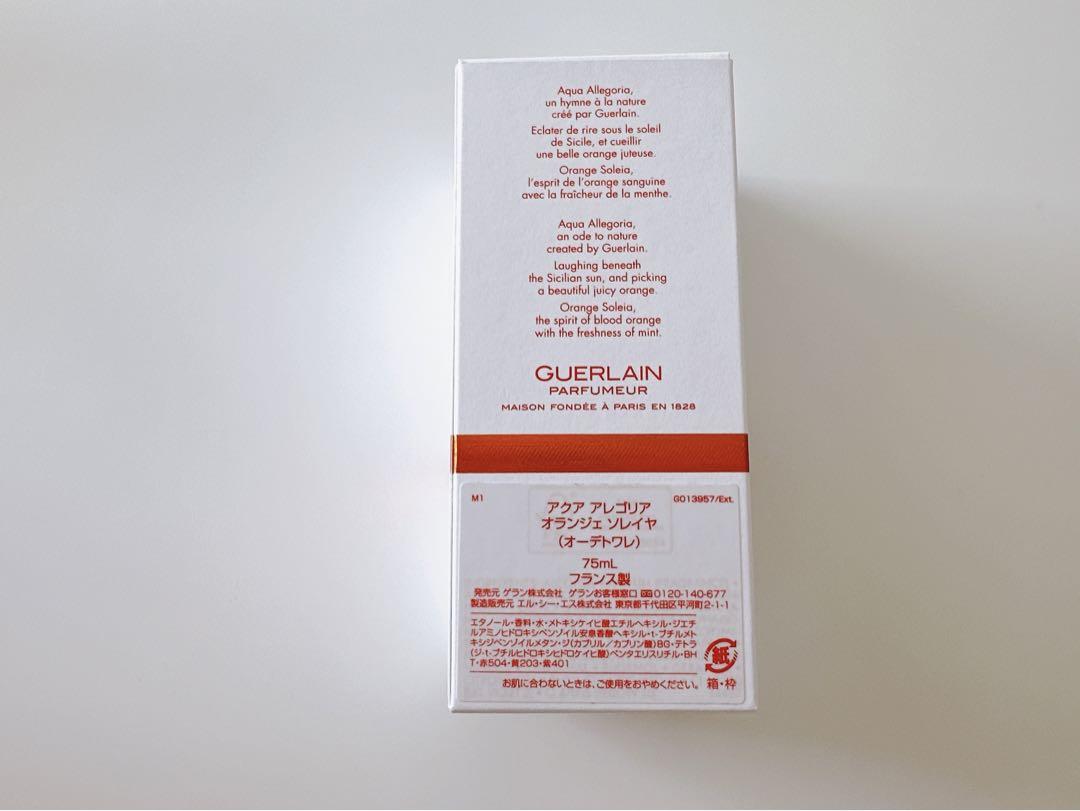 Aqua Allegoria,
un hymne à la nature
créé par Guerlain.
Eclater de rire sous le soleil
de Sicile, et cueillir
une belle orange juteuse.
Orange Soleia,
l'esprit de l'orange sanguine
avec la fraîcheur de la menthe.
Aqua Allegoria,
an ode to nature
created by Guerlain.
Laughing beneath
the Sicilian sun, and picking
a beautiful juicy orange.
Orange Soleia,
the spirit of blood orange
with the freshness of mint.
GUERLAIN
PARFUMEUR
MAISON FONDÉE À PARIS EN 1828
M1
G013957/Ext.
アクア アレゴリア
オランジェ ソレイヤ
(オーデトワレ)
75mL
フランス製
発売元 ゲラン株式会社 ゲランお客様窓口 0120-140-677
製造販売元 エル・シー・エス株式会社 東京都千代田区平河町2-1-1
エタノール・香料・水・メトキシケイヒ酸エチルヘキシル・ジエチ
ルアミノヒドロキシベンゾイル安息香酸ヘキシル・t-ブチルメト
キシジベンゾイルメタン・ジ(カプリル/カプリン酸)BG・テトラ
(ジ-t-ブチルヒドロキシヒドロケイヒ酸)ペンタエリスリチル・BH
T・赤504・黄203・紫401
お肌に合わないときは、ご使用をおやめください。
紙
箱・枠